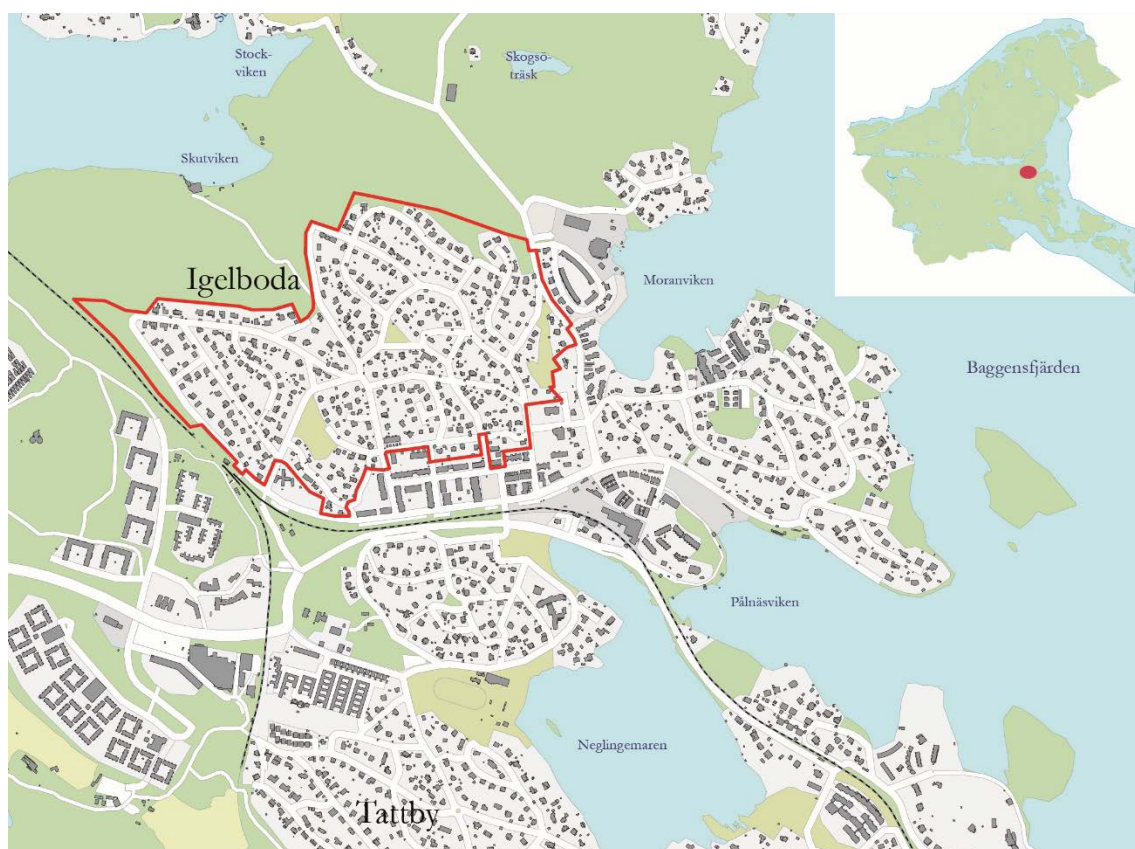 Stock-
viken
Skogsö-
träsk
Skutviken
Igelboda
Moranviken
Baggensfjärden
Pålnäsviken
Neglingemaren
Tattby